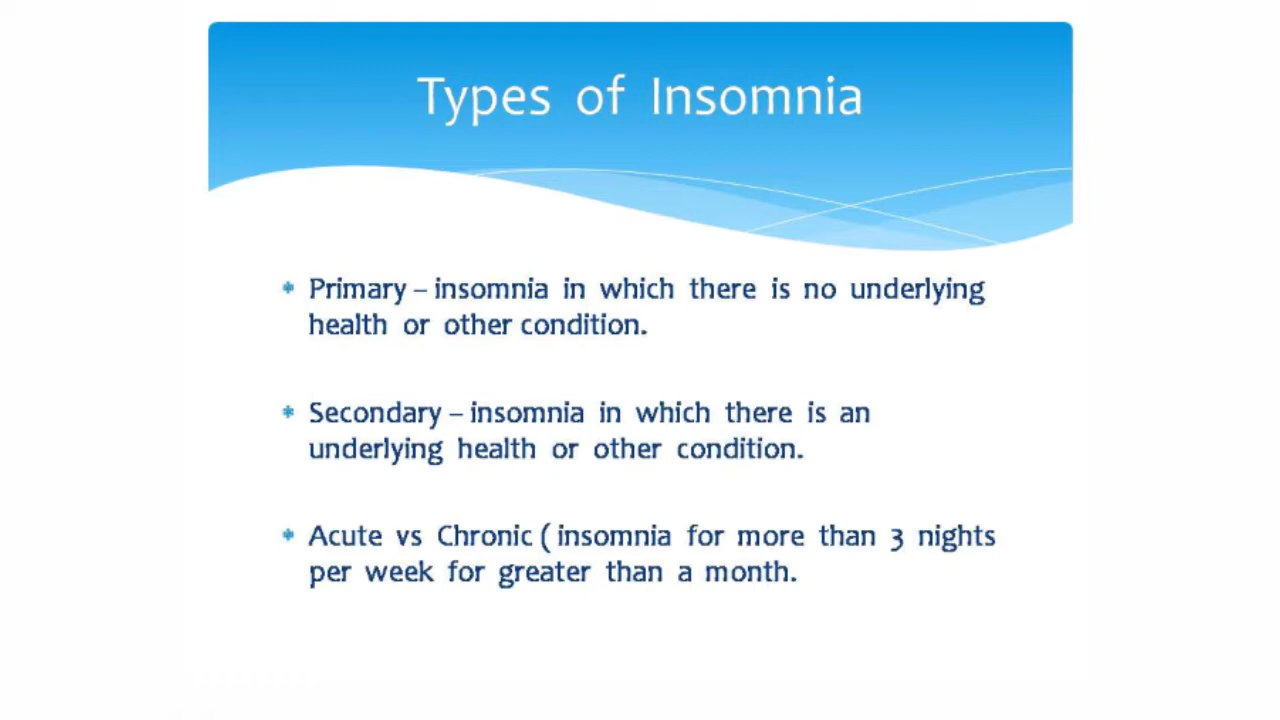 Types of Insomnia
* Primary – insomnia in which there is no underlying
health or other condition.
* Secondary – insomnia in which there is an
underlying health or other condition.
* Acute vs Chronic ( insomnia for more than 3 nights
per week for greater than a month.